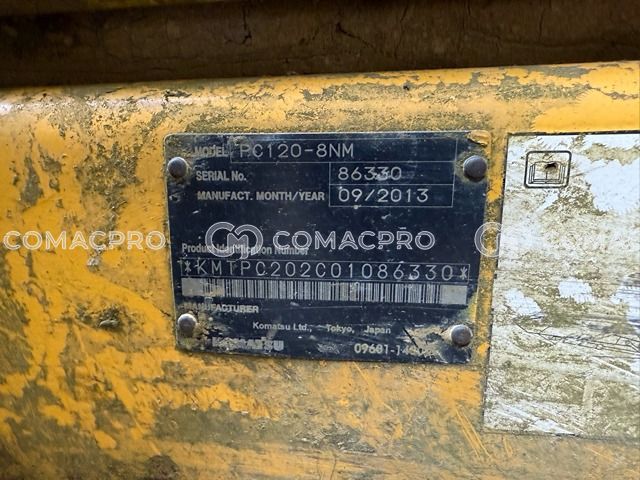 MODEL PC120-8NM
SERIAL No. 86330
MANUFACT. MONTH/YEAR 09/2013
COMACPRO COMACPRO COMACPRO
Product Identification Number
*KMTPC202C01086330*
MANUFACTURER
Komatsu Ltd., Tokyo, Japan
KOMATSU